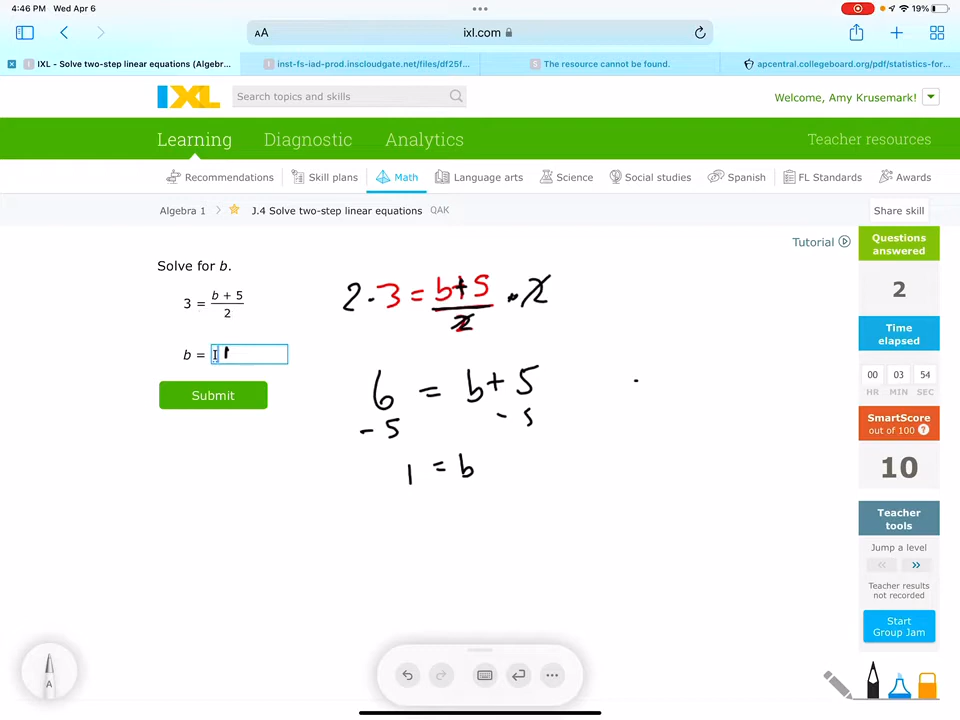 4:46 PM Wed Apr 6
19%
AA
ixl.com
IXL - Solve two-step linear equations (Algebr...
inst-fs-iad-prod.inscloudgate.net/files/df25f...
The resource cannot be found.
apcentral.collegeboard.org/pdf/statistics-for...
IXL
Search topics and skills
Welcome, Amy Krusemark!
Learning Diagnostic Analytics
Teacher resources
Recommendations Skill plans Math Language arts Science Social studies Spanish FL Standards Awards
Algebra 1 > J.4 Solve two-step linear equations QAK
Share skill
Tutorial
Solve for b.
3 = (b + 5)/2
b = 1
Submit
2 · 3 = (b+5)/2 · 2
6 = b + 5
- 5 - 5
1 = b
Questions answered
2
Time elapsed
00 03 54
HR MIN SEC
SmartScore
out of 100 ?
10
Teacher tools
Jump a level
<< >>
Teacher results not recorded
Start Group Jam
A